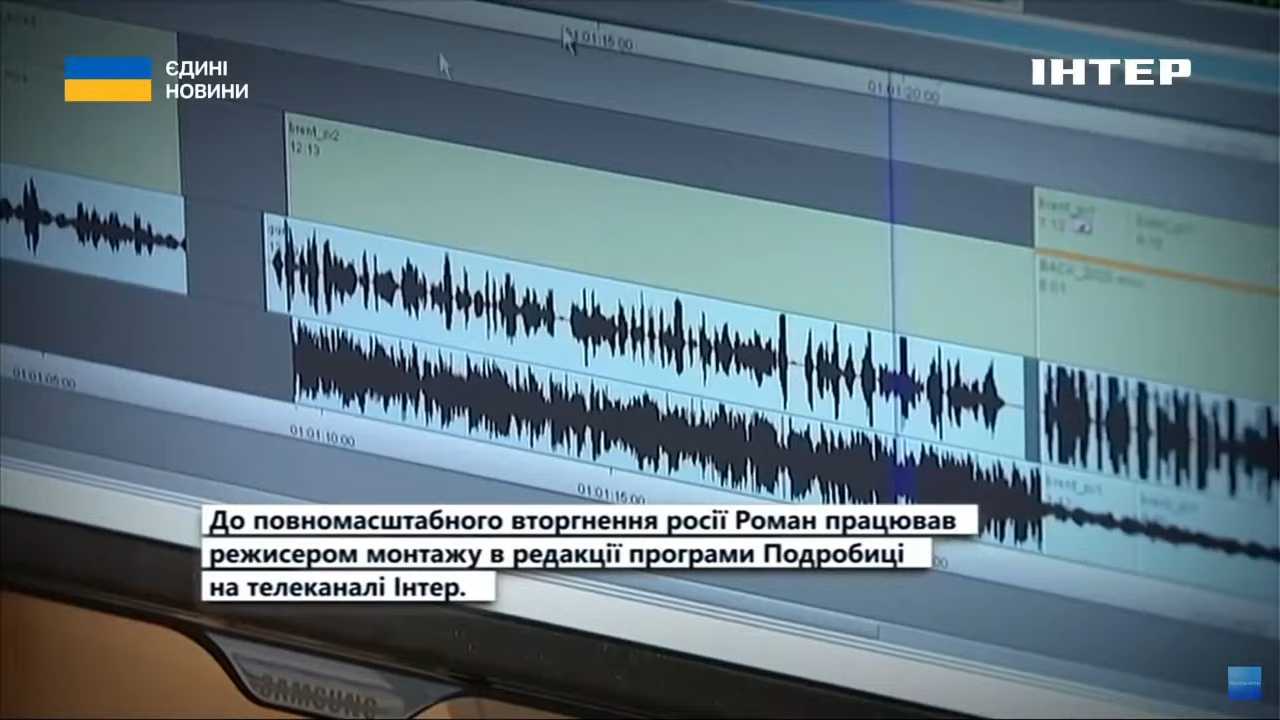 ЄДИНІ
НОВИНИ
ІНТЕР
01:01:15:00
01:01:20:00
brent_sr2
12:13
01:01:05:00
01:01:10:00
01:01:15:00
До повномасштабного вторгнення росії Роман працював
режисером монтажу в редакції програми Подробиці
на телеканалі Інтер.
SAMSUNG